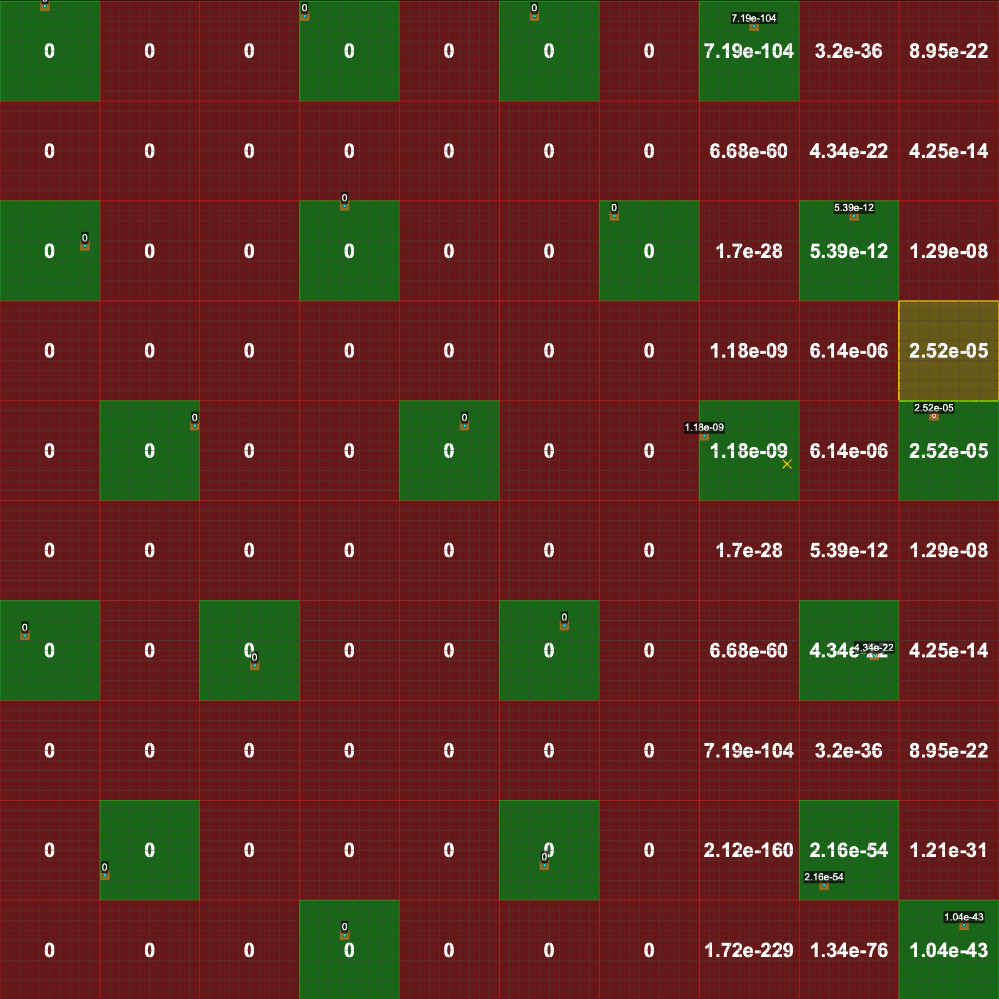 0 0 0 7.19e-104
0 0 0 0 0 0 0 7.19e-104 3.2e-36 8.95e-22
0 0 0 0 0 0 0 6.68e-60 4.34e-22 4.25e-14
0 0 5.39e-12
0
0 0 0 0 0 0 0 1.7e-28 5.39e-12 1.29e-08
0 0 0 0 0 0 0 1.18e-09 6.14e-06 2.52e-05
2.52e-05
0 0 1.18e-09
0 0 0 0 0 0 0 1.18e-09 6.14e-06 2.52e-05
0 0 0 0 0 0 0 1.7e-28 5.39e-12 1.29e-08
0 0
0 0 0 0 0 0 0 6.68e-60 4.34e-22 4.25e-14
0 4.34e-22
0 0 0 0 0 0 0 7.19e-104 3.2e-36 8.95e-22
0 0 0 0 0 0 0 2.12e-160 2.16e-54 1.21e-31
0 0 2.16e-54
0 1.04e-43
0 0 0 0 0 0 0 1.72e-229 1.34e-76 1.04e-43